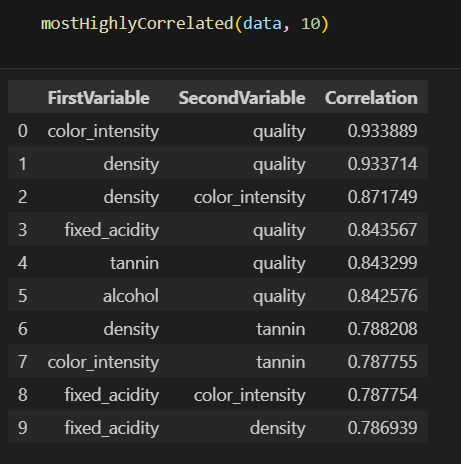 mostHighlyCorrelated(data, 10)
FirstVariable SecondVariable Correlation
0 color_intensity quality 0.933889
1 density quality 0.933714
2 density color_intensity 0.871749
3 fixed_acidity quality 0.843567
4 tannin quality 0.843299
5 alcohol quality 0.842576
6 density tannin 0.788208
7 color_intensity tannin 0.787755
8 fixed_acidity color_intensity 0.787754
9 fixed_acidity density 0.786939